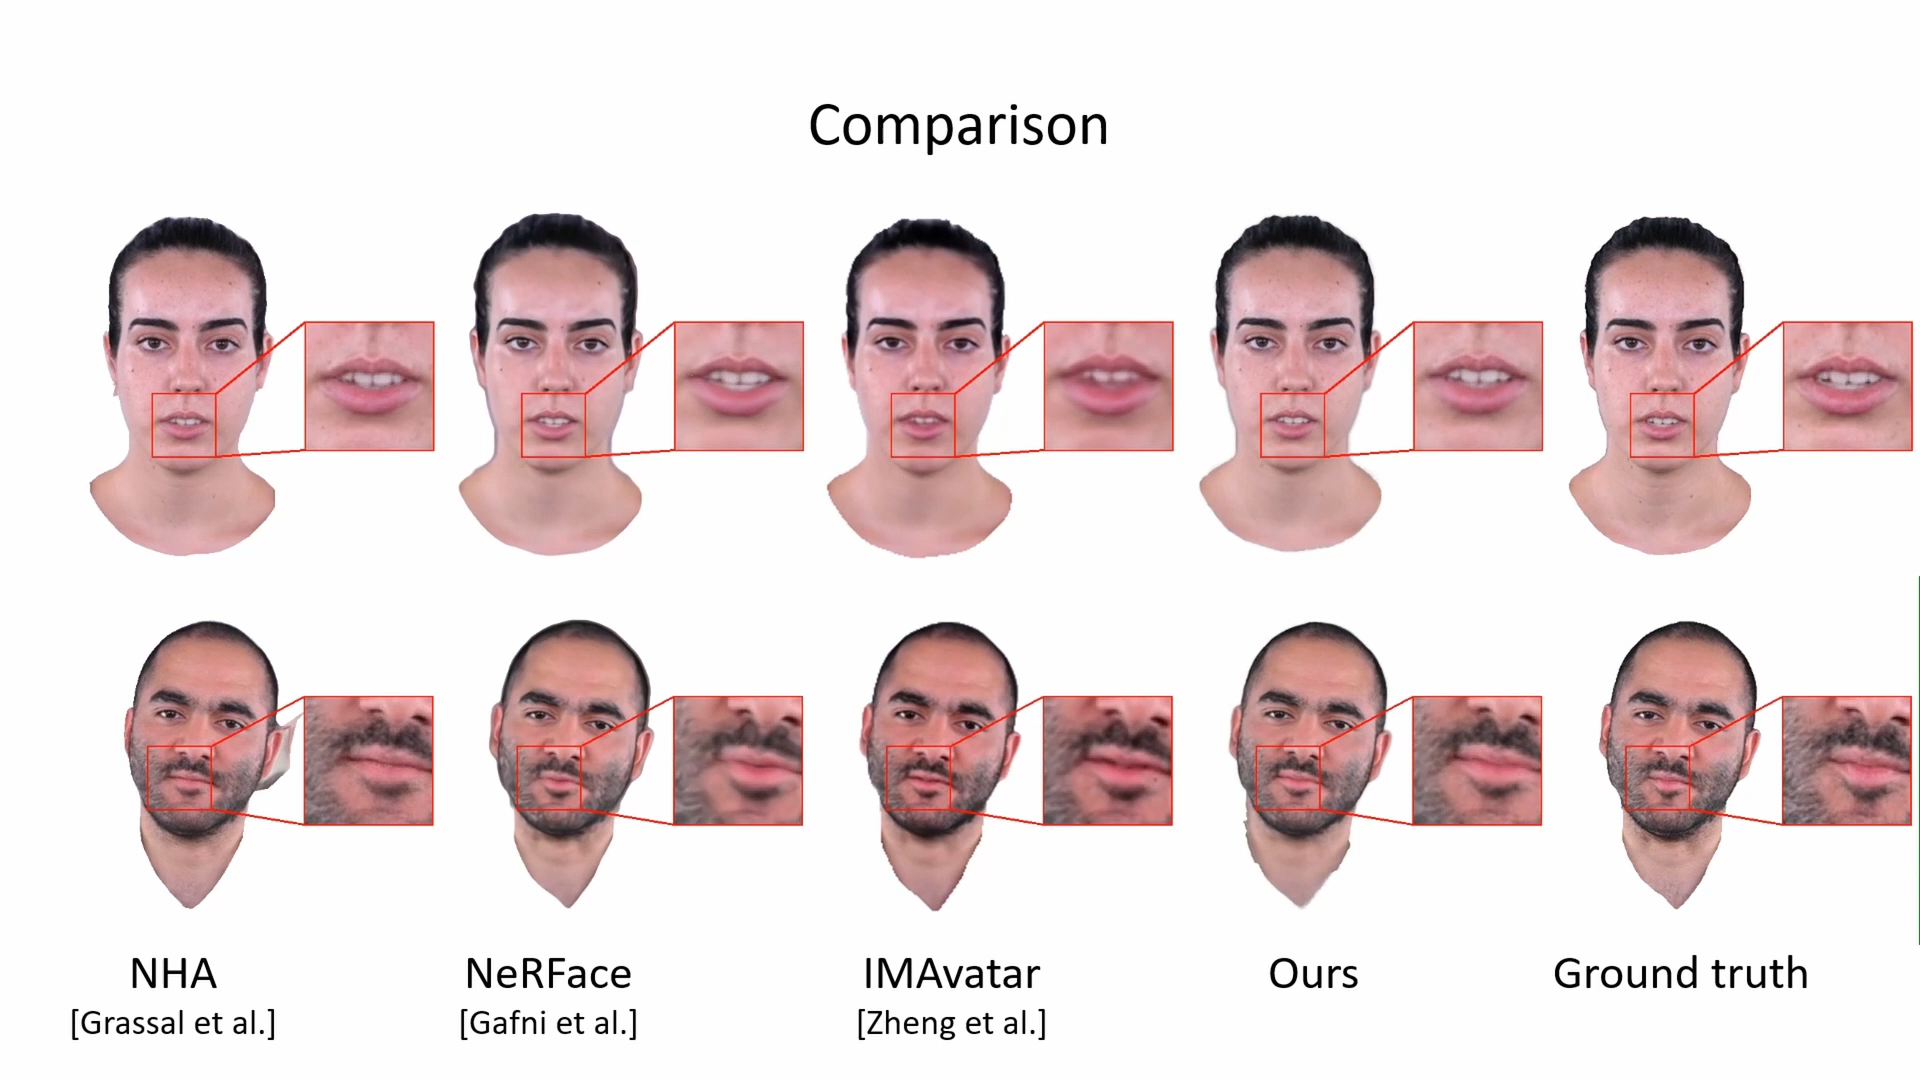 Comparison
NHA
[Grassal et al.]
NeRFace
[Gafni et al.]
IMAvatar
[Zheng et al.]
Ours
Ground truth